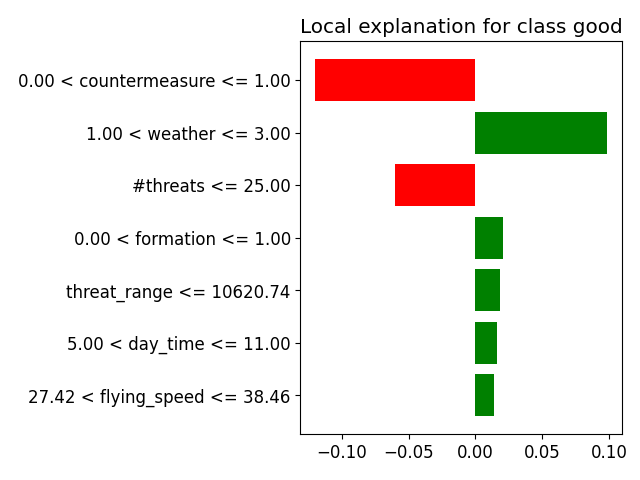 Local explanation for class good
0.00 < countermeasure <= 1.00
1.00 < weather <= 3.00
#threats <= 25.00
0.00 < formation <= 1.00
threat_range <= 10620.74
5.00 < day_time <= 11.00
27.42 < flying_speed <= 38.46
−0.10 −0.05 0.00 0.05 0.10